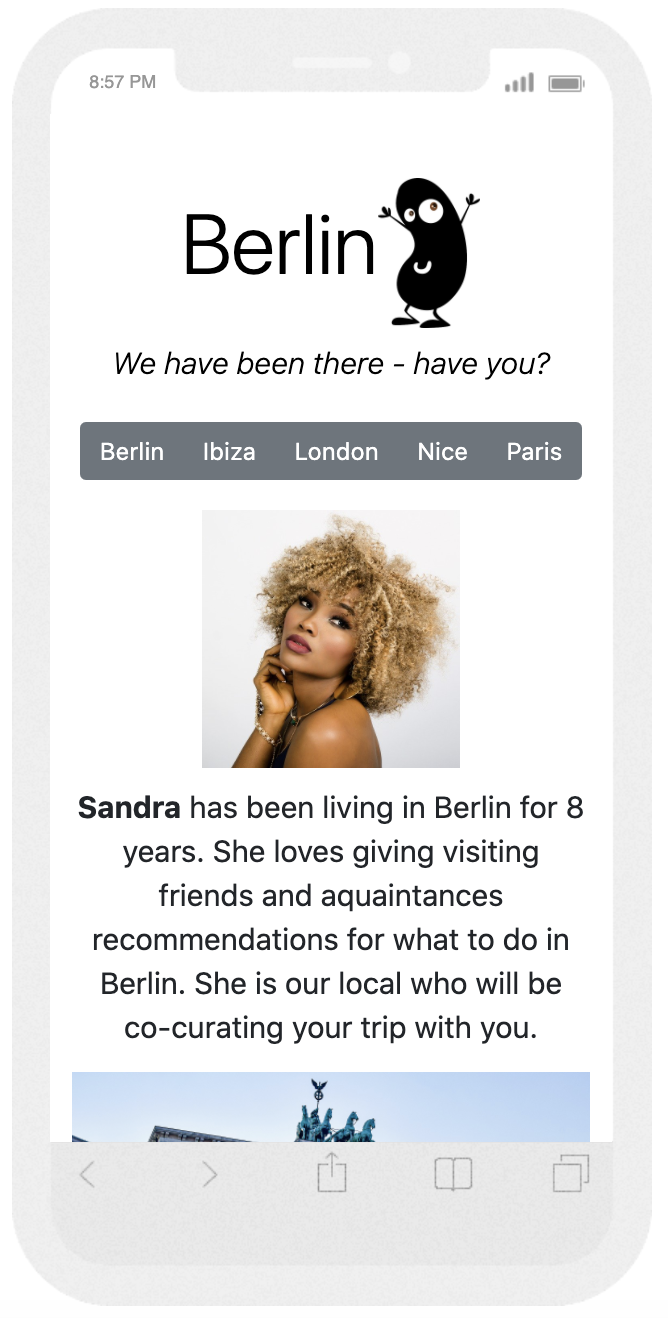 8:57 PM
Berlin
We have been there - have you?
Berlin Ibiza London Nice Paris
Sandra has been living in Berlin for 8
years. She loves giving visiting
friends and aquaintances
recommendations for what to do in
Berlin. She is our local who will be
co-curating your trip with you.